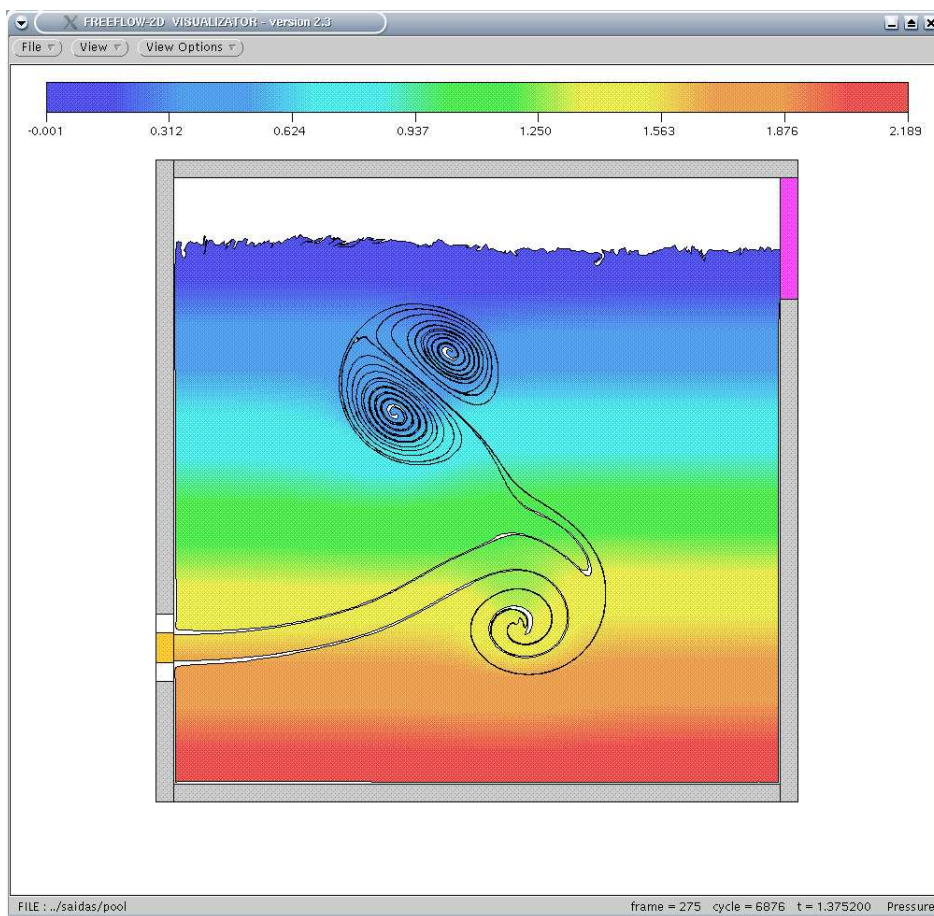 FREEFLOW-2D VISUALIZATOR - version 2.3
File View View Options
-0.001 0.312 0.624 0.937 1.250 1.563 1.876 2.189
FILE : ../saidas/pool frame = 275 cycle = 6876 t = 1.375200 Pressure